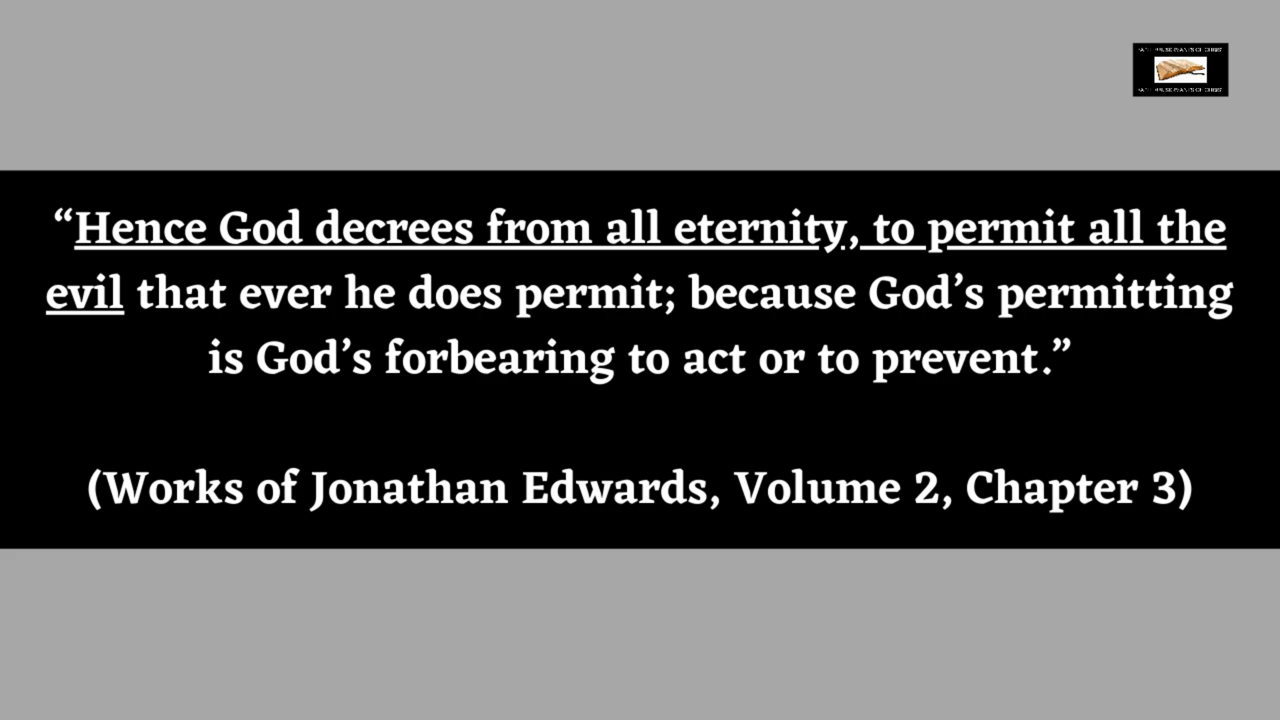 “Hence God decrees from all eternity, to permit all the
evil that ever he does permit; because God’s permitting
is God’s forbearing to act or to prevent.”
(Works of Jonathan Edwards, Volume 2, Chapter 3)